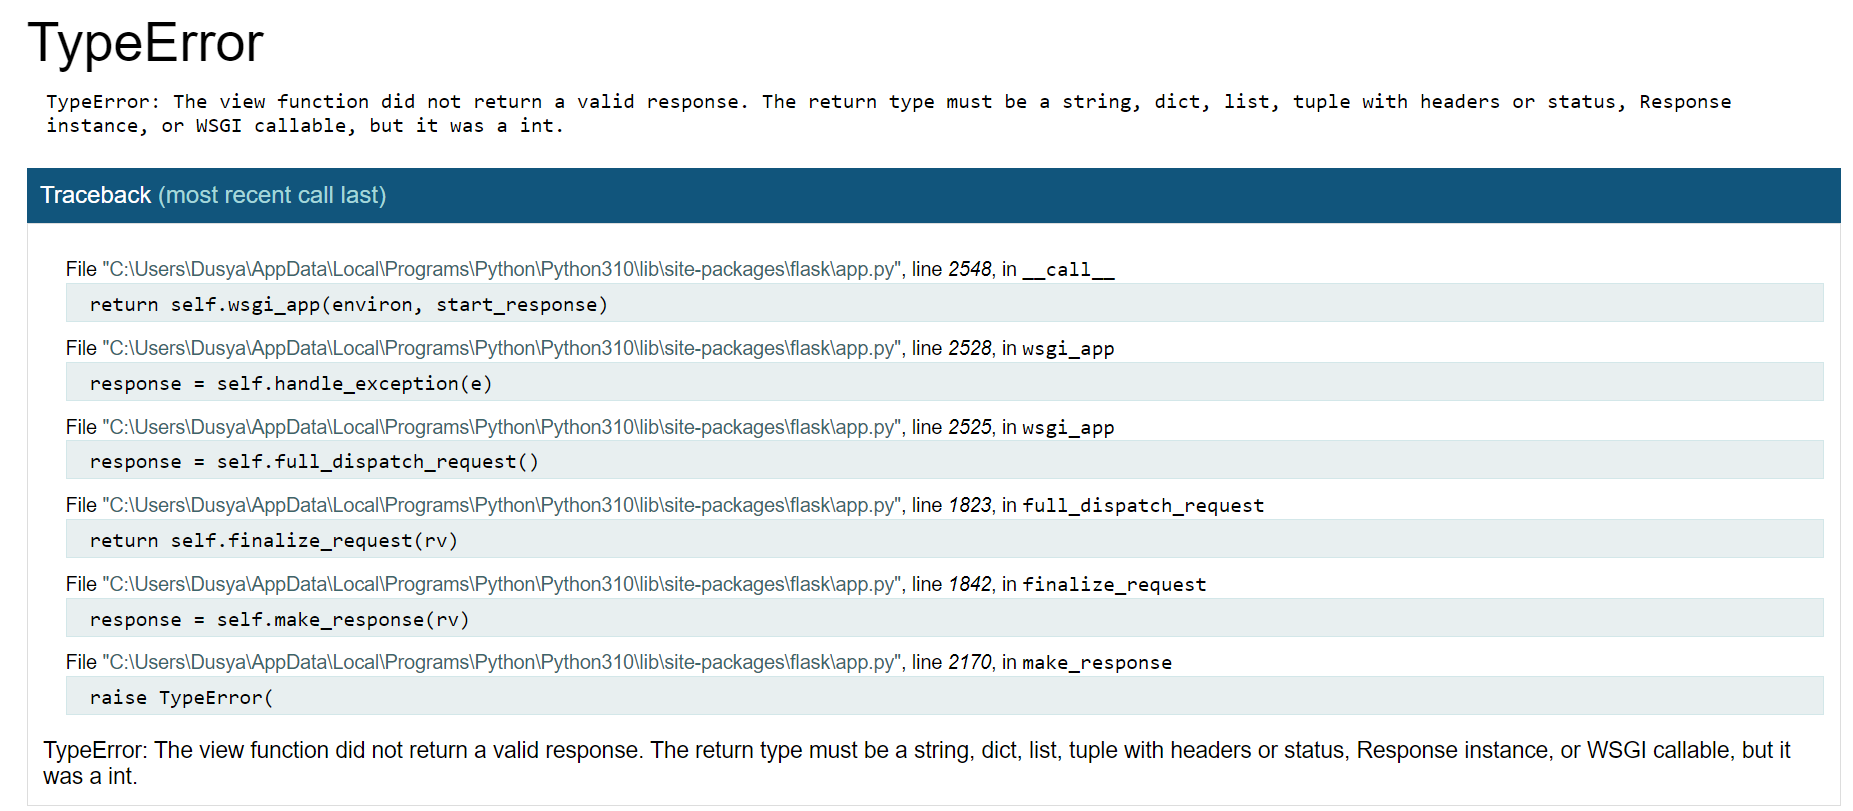 TypeError
TypeError: The view function did not return a valid response. The return type must be a string, dict, list, tuple with headers or status, Response
instance, or WSGI callable, but it was a int.
Traceback (most recent call last)
File "C:\Users\Dusya\AppData\Local\Programs\Python\Python310\lib\site-packages\flask\app.py", line 2548, in __call__
return self.wsgi_app(environ, start_response)
File "C:\Users\Dusya\AppData\Local\Programs\Python\Python310\lib\site-packages\flask\app.py", line 2528, in wsgi_app
response = self.handle_exception(e)
File "C:\Users\Dusya\AppData\Local\Programs\Python\Python310\lib\site-packages\flask\app.py", line 2525, in wsgi_app
response = self.full_dispatch_request()
File "C:\Users\Dusya\AppData\Local\Programs\Python\Python310\lib\site-packages\flask\app.py", line 1823, in full_dispatch_request
return self.finalize_request(rv)
File "C:\Users\Dusya\AppData\Local\Programs\Python\Python310\lib\site-packages\flask\app.py", line 1842, in finalize_request
response = self.make_response(rv)
File "C:\Users\Dusya\AppData\Local\Programs\Python\Python310\lib\site-packages\flask\app.py", line 2170, in make_response
raise TypeError(
TypeError: The view function did not return a valid response. The return type must be a string, dict, list, tuple with headers or status, Response instance, or WSGI callable, but it
was a int.